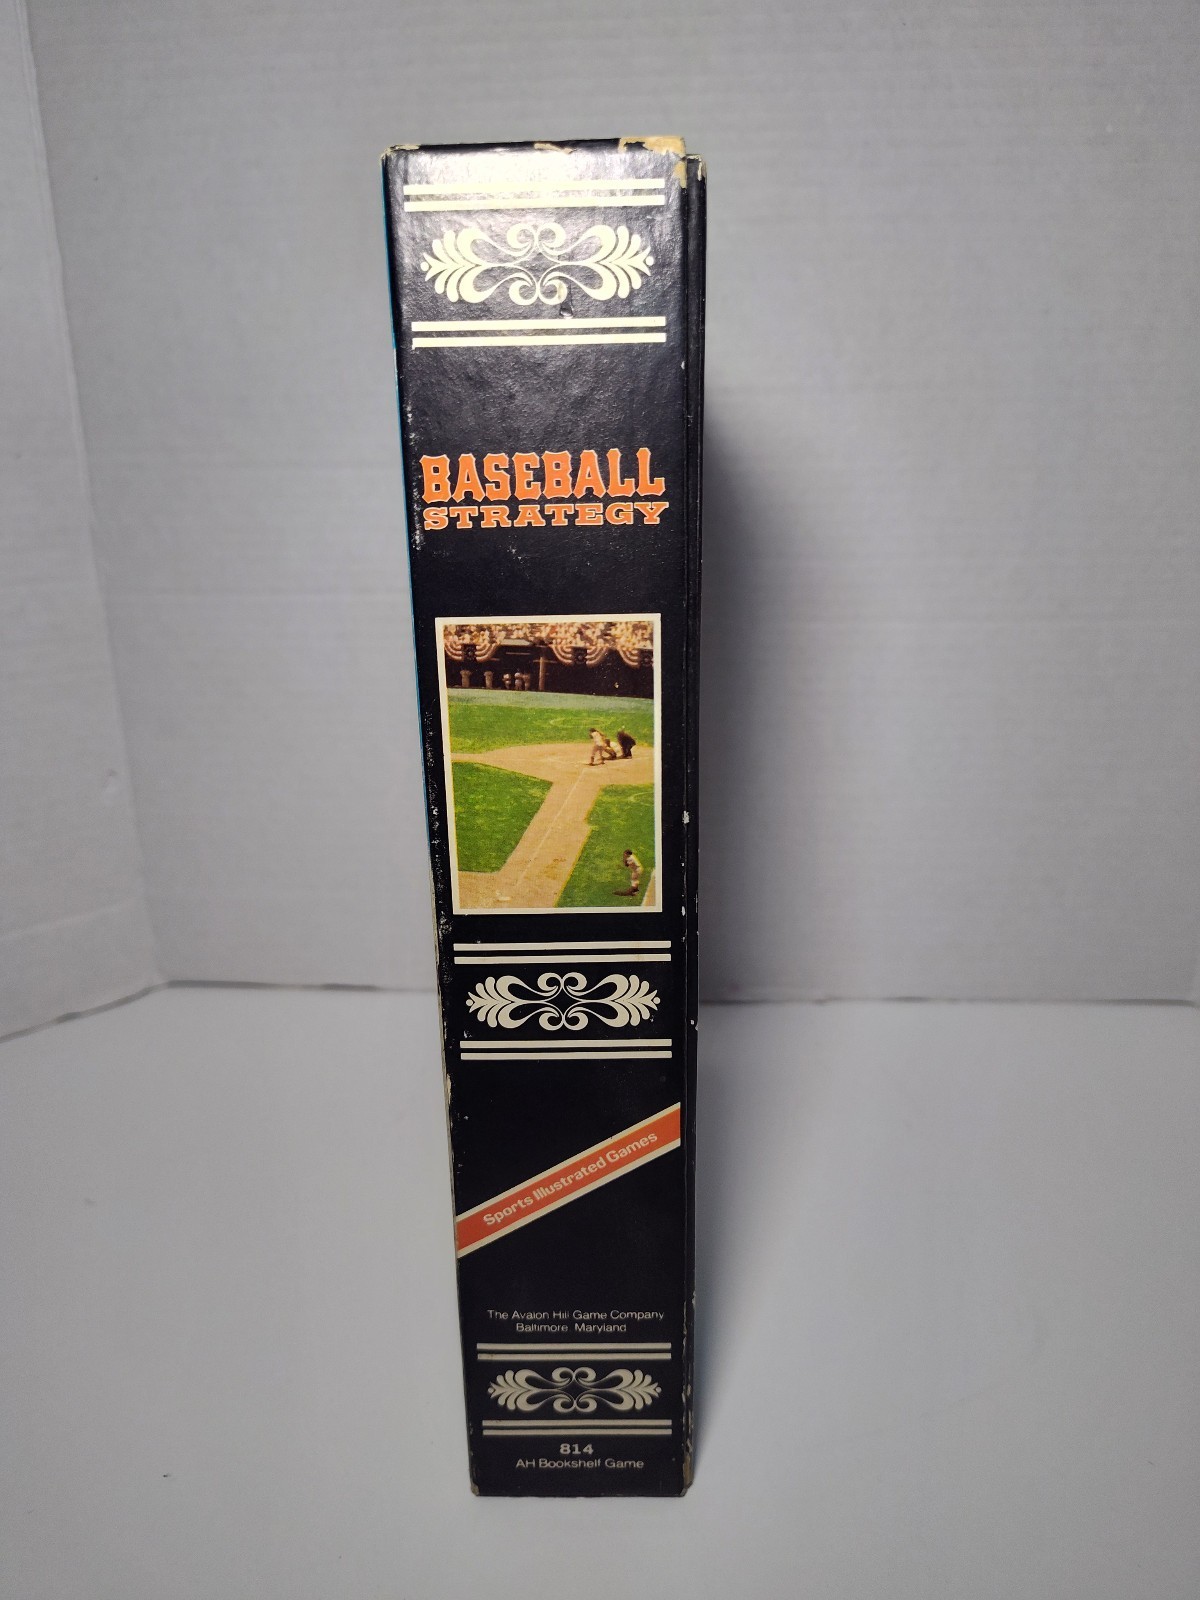 BASEBALL
STRATEGY
Sports Illustrated Games
The Avalon Hill Game Company
Baltimore, Maryland
814
AH Bookshelf Game